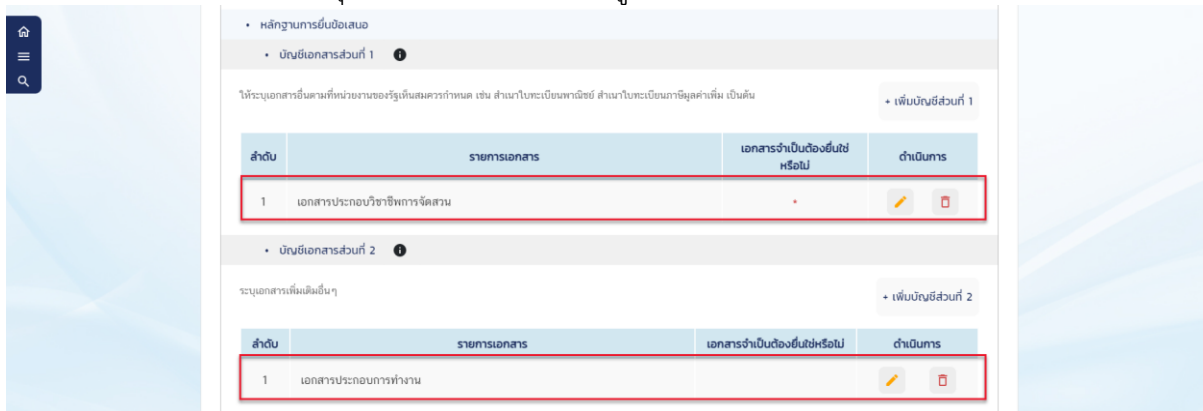 • หลักฐานการยื่นข้อเสนอ
• บัญชีเอกสารส่วนที่ 1
ให้ระบุเอกสารอื่นตามที่หน่วยงานของรัฐเห็นสมควรกำหนด เช่น สำเนาใบทะเบียนพาณิชย์ สำเนาใบทะเบียนภาษีมูลค่าเพิ่ม เป็นต้น
+ เพิ่มบัญชีส่วนที่ 1
ลำดับ รายการเอกสาร เอกสารจำเป็นต้องยื่นใช่
หรือไม่ ดำเนินการ
1 เอกสารประกอบวิชาชีพการจัดสวน *
• บัญชีเอกสารส่วนที่ 2
ระบุเอกสารเพิ่มเติมอื่นๆ
+ เพิ่มบัญชีส่วนที่ 2
ลำดับ รายการเอกสาร เอกสารจำเป็นต้องยื่นใช่หรือไม่ ดำเนินการ
1 เอกสารประกอบการทำงาน